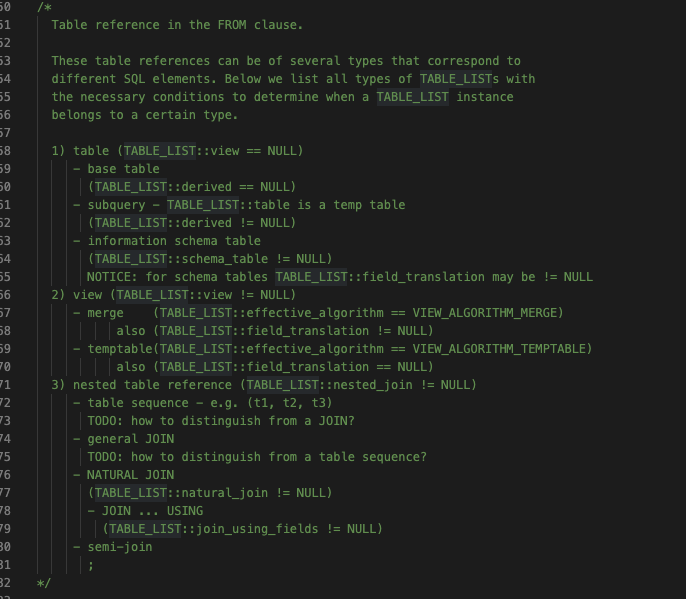 50 /*
51 Table reference in the FROM clause.
52
53 These table references can be of several types that correspond to
54 different SQL elements. Below we list all types of TABLE_LISTs with
55 the necessary conditions to determine when a TABLE_LIST instance
56 belongs to a certain type.
57
58 1) table (TABLE_LIST::view == NULL)
59 - base table
60 (TABLE_LIST::derived == NULL)
61 - subquery - TABLE_LIST::table is a temp table
62 (TABLE_LIST::derived != NULL)
63 - information schema table
64 (TABLE_LIST::schema_table != NULL)
65 NOTICE: for schema tables TABLE_LIST::field_translation may be != NULL
66 2) view (TABLE_LIST::view != NULL)
67 - merge    (TABLE_LIST::effective_algorithm == VIEW_ALGORITHM_MERGE)
68 also (TABLE_LIST::field_translation != NULL)
69 - temptable(TABLE_LIST::effective_algorithm == VIEW_ALGORITHM_TEMPTABLE)
70 also (TABLE_LIST::field_translation == NULL)
71 3) nested table reference (TABLE_LIST::nested_join != NULL)
72 - table sequence - e.g. (t1, t2, t3)
73 TODO: how to distinguish from a JOIN?
74 - general JOIN
75 TODO: how to distinguish from a table sequence?
76 - NATURAL JOIN
77 (TABLE_LIST::natural_join != NULL)
78 - JOIN ... USING
79 (TABLE_LIST::join_using_fields != NULL)
80 - semi-join
81 ;
82 */